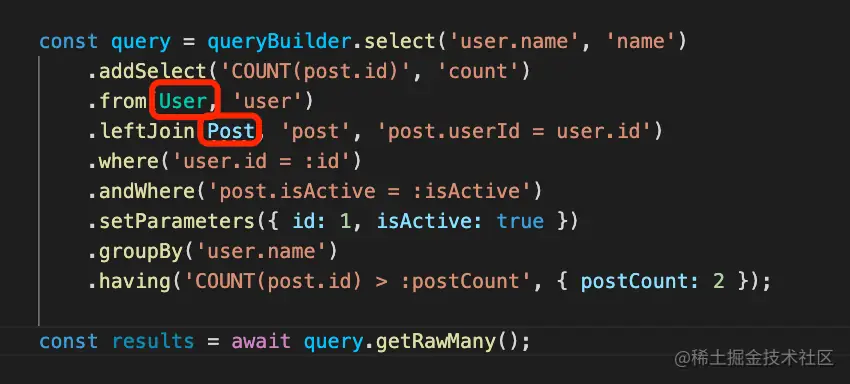 const query = queryBuilder.select('user.name', 'name')
.addSelect('COUNT(post.id)', 'count')
.from(User, 'user')
.leftJoin(Post, 'post', 'post.userId = user.id')
.where('user.id = :id')
.andWhere('post.isActive = :isActive')
.setParameters({ id: 1, isActive: true })
.groupBy('user.name')
.having('COUNT(post.id) > :postCount', { postCount: 2 });
const results = await query.getRawMany();
@稀土掘金技术社区